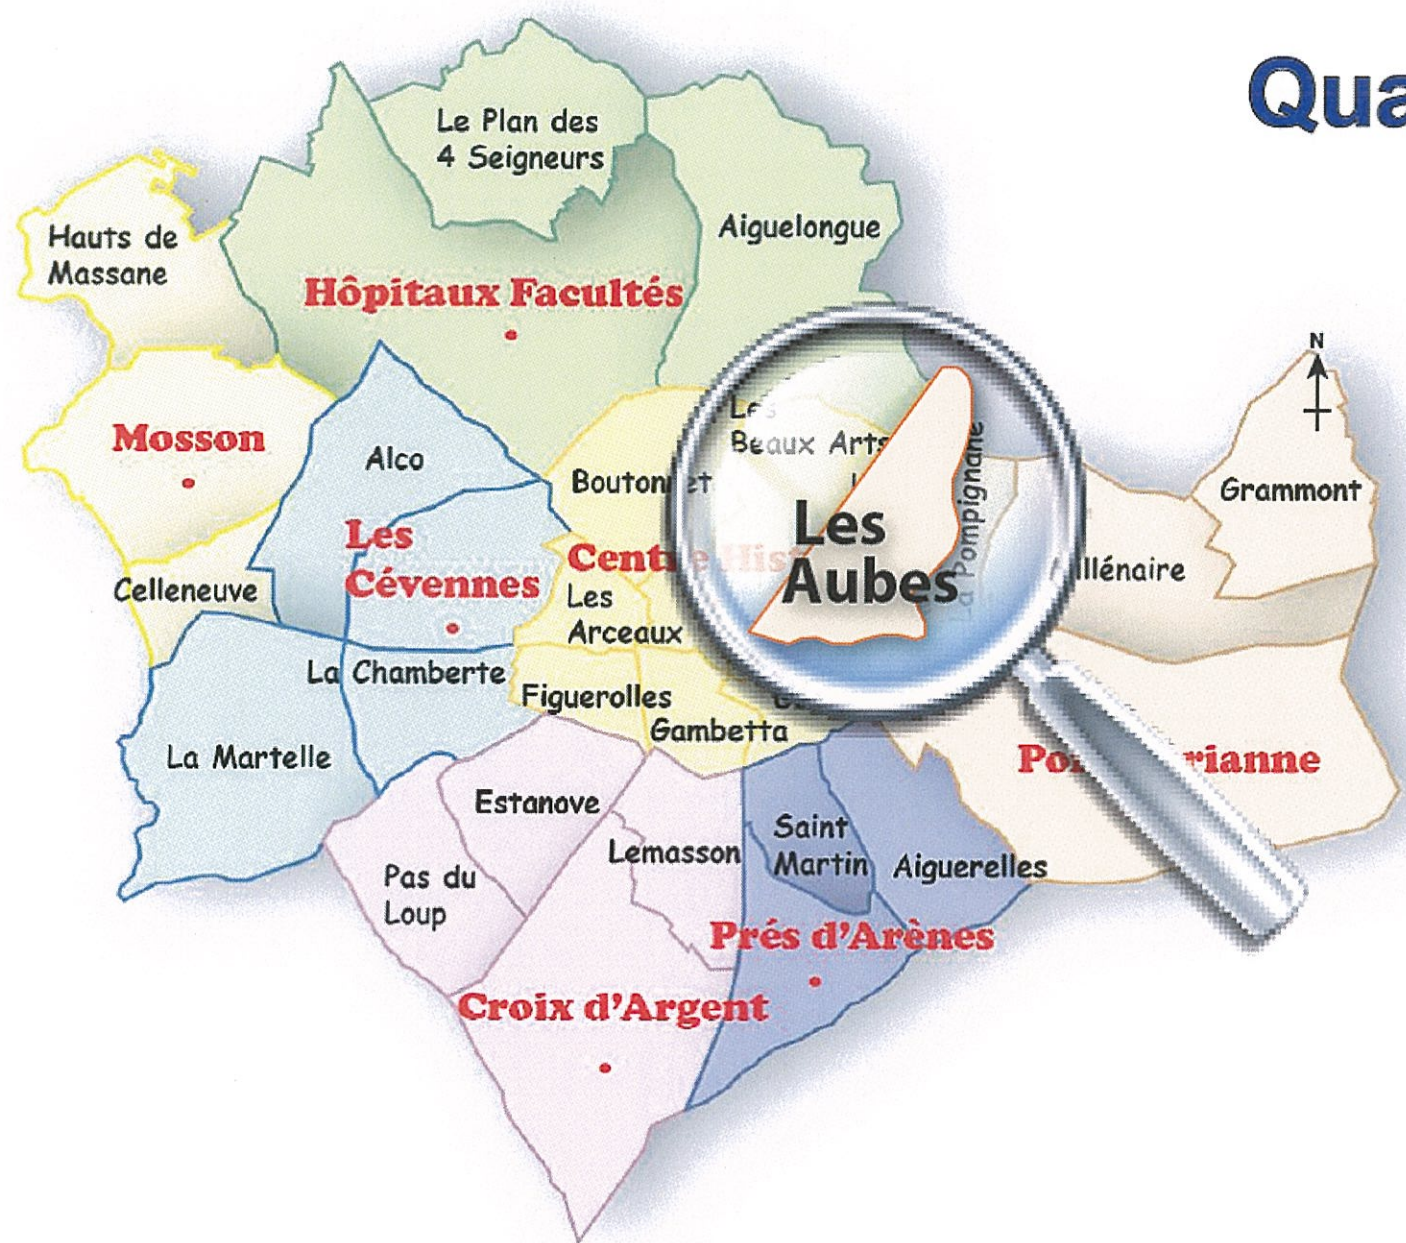 Qua
Le Plan des
4 Seigneurs
Aiguelongue
Hauts de
Massane
Hôpitaux Facultés
N
Mosson
Alco
Boutonnet
Les
Beaux Arts
La Pompignane
Grammont
Les
Aubes
Les
Cévennes
Celleneuve
Les
Arceaux
illénaire
La Chamberte
Figuerolles
Gambetta
La Martelle
Estanove
Lemasson
Saint
Martin
Aiguerelles
rianne
Pas du
Loup
Prés d'Arènes
Croix d'Argent